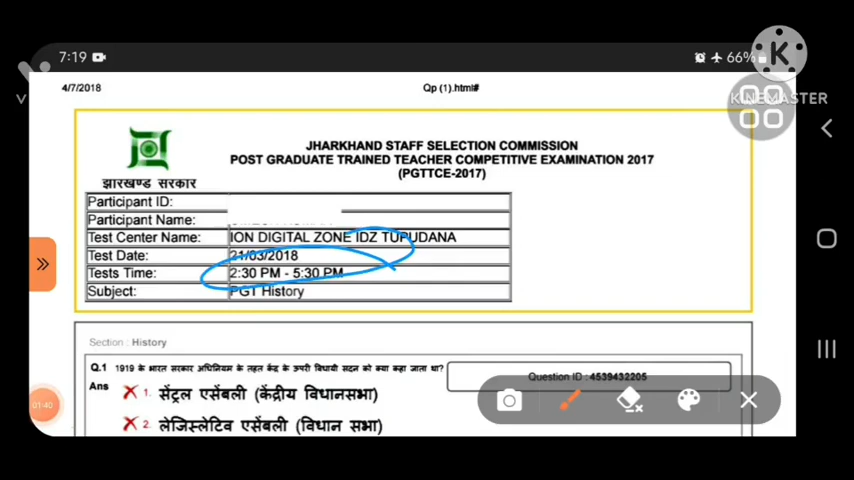 7:19
66%
KINEMASTER
4/7/2018
Qp (1).html#
झारखण्ड सरकार
JHARKHAND STAFF SELECTION COMMISSION
POST GRADUATE TRAINED TEACHER COMPETITIVE EXAMINATION 2017
(PGTTCE-2017)
Participant ID:
Participant Name:
Test Center Name: ION DIGITAL ZONE IDZ TUPUDANA
Test Date: 21/03/2018
Tests Time: 2:30 PM - 5:30 PM
Subject: PGT History
Section : History
Q.1 1919 के भारत सरकार अधिनियम के तहत केंद्र के ऊपरी विधायी सदन को क्या कहा जाता था?
Question ID : 4539432205
Ans
1. सेंट्रल एसेंबली (केंद्रीय विधानसभा)
2. लेजिस्लेटिव एसेंबली (विधान सभा)
01:40